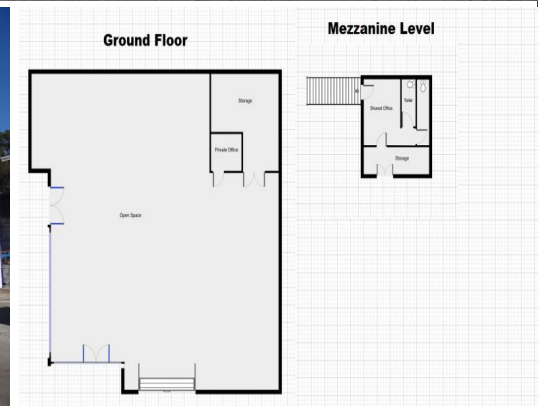 Ground Floor
Storage
Private Office
Open Space
Mezzanine Level
Shared Office
Toilet
Storage